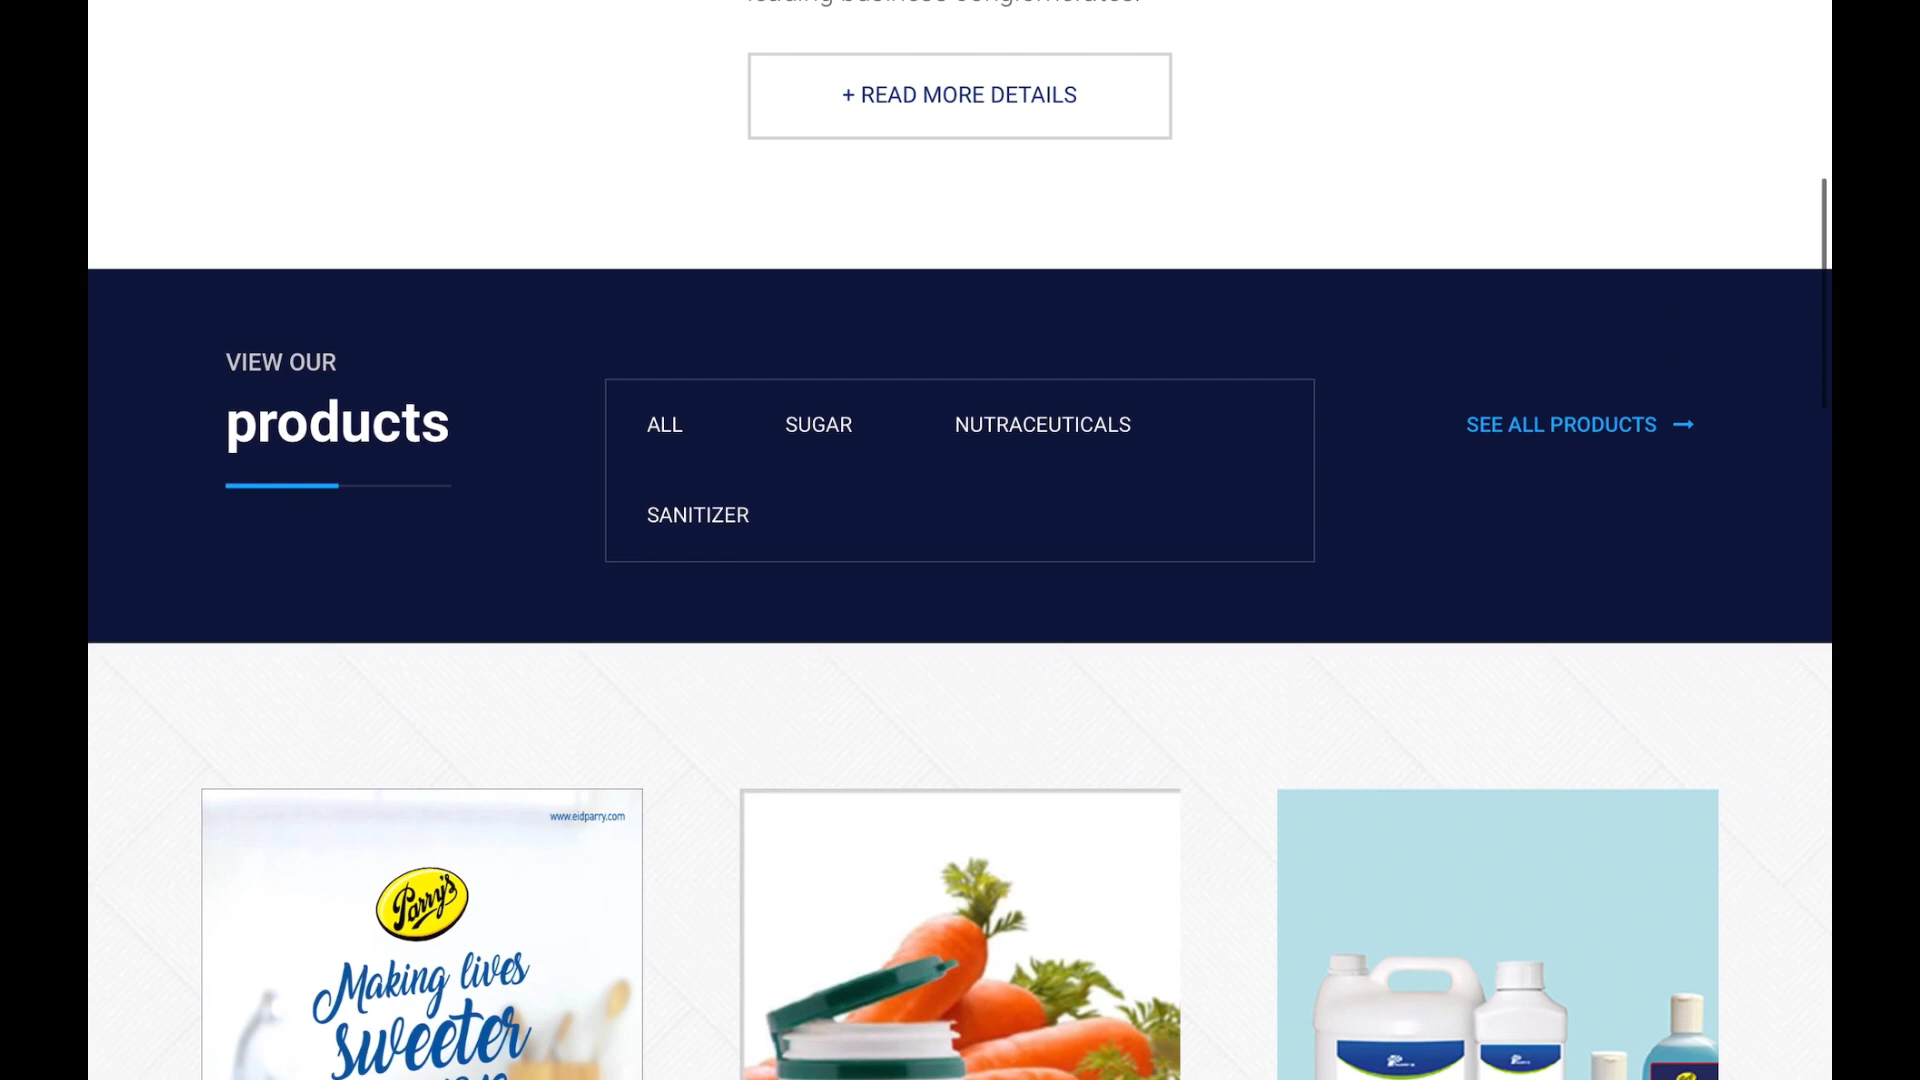 + READ MORE DETAILS
VIEW OUR
products
ALL SUGAR NUTRACEUTICALS
SANITIZER
SEE ALL PRODUCTS
www.eidparry.com
Parry's
Making lives
sweeter